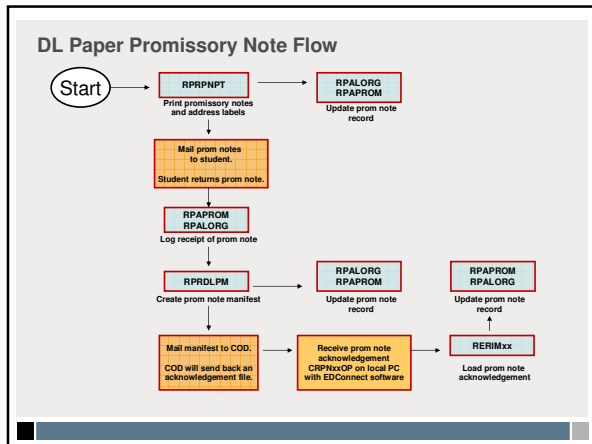 DL Paper Promissory Note Flow
Start
RPRPNPT
Print promissory notes
and address labels
RPALORG
RPAPROM
Update prom note
record
Mail prom notes
to student.
Student returns prom note.
RPAPROM
RPALORG
Log receipt of prom note
RPRDLPM
Create prom note manifest
RPALORG
RPAPROM
Update prom note
record
RPAPROM
RPALORG
Update prom note
record
Mail manifest to COD.
COD will send back an
acknowledgement file.
Receive prom note
acknowledgement
CRPNxxOP on local PC
with EDConnect software
RERIMxx
Load prom note
acknowledgement